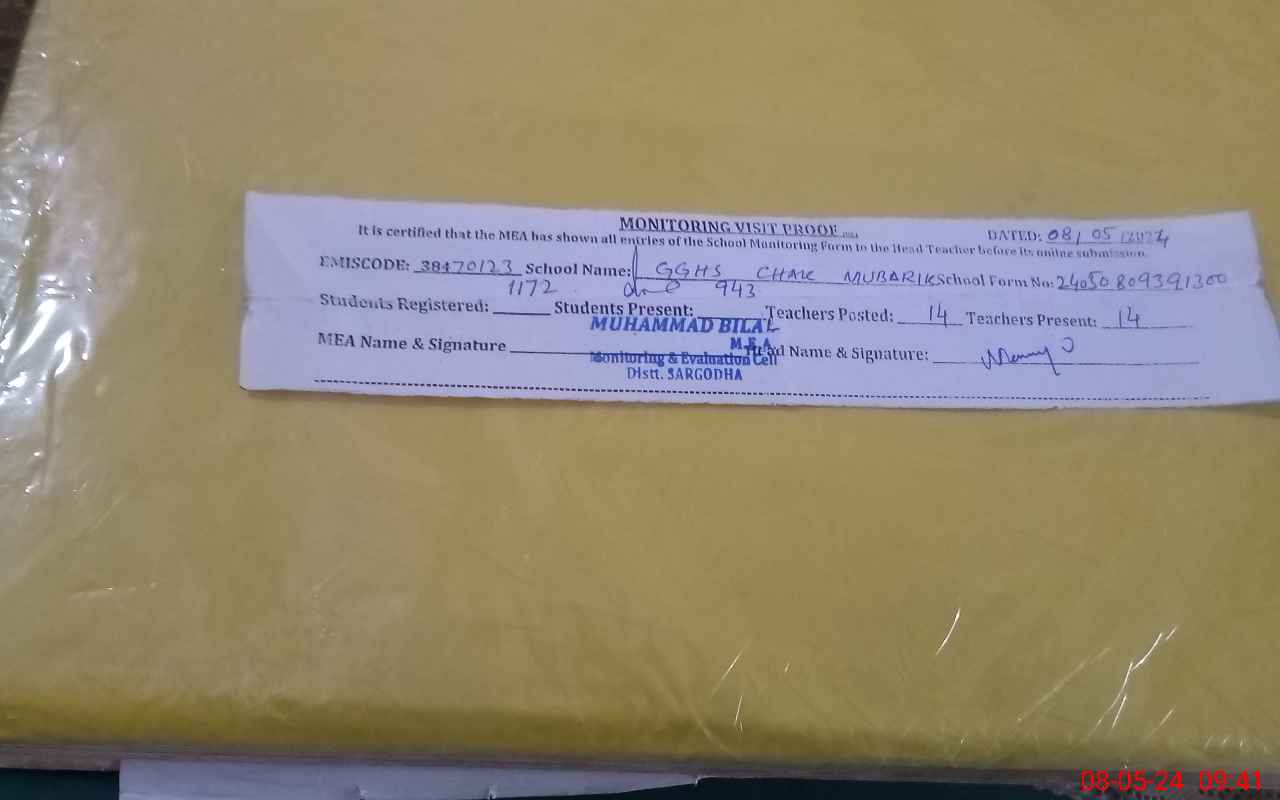 MONITORING VISIT PROOF
DATED: 08/05/2024
It is certified that the MEA has shown all entries of the School Monitoring Form to the Head Teacher before its online submission.
EMISCODE: 38470123 School Name: GGHS CHAK MUBARIK School Form No: 24050809391300
Students Registered: 1172 Students Present: 943 Teachers Posted: 14 Teachers Present: 14
MEA Name & Signature Head Name & Signature:
MUHAMMAD BILAL
M.E.A
Monitoring & Evaluation Cell
Distt. SARGODHA
08-05-24 09:41